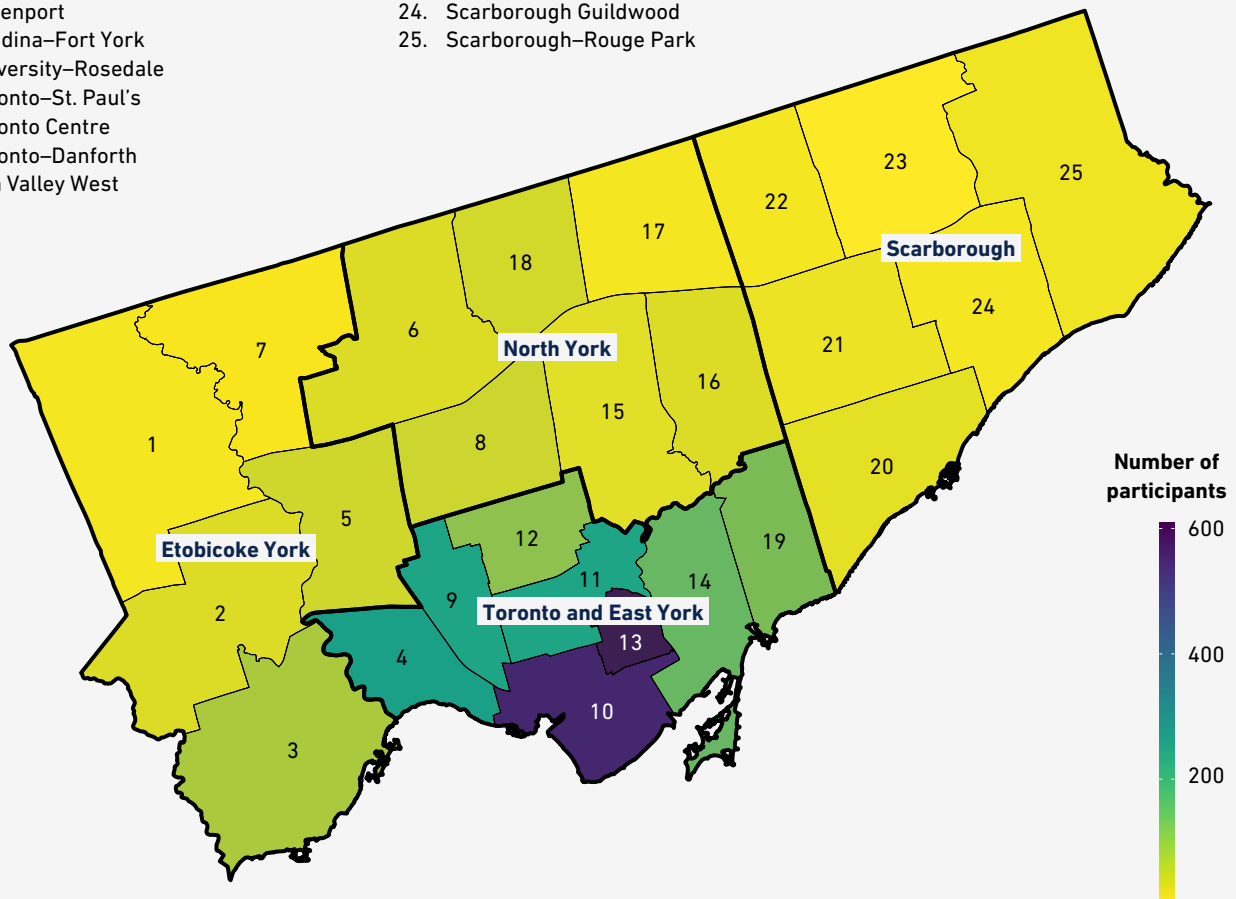 enport
dina–Fort York
versity–Rosedale
onto–St. Paul's
onto Centre
onto–Danforth
Valley West
24. Scarborough Guildwood
25. Scarborough–Rouge Park
23
25
22
17
Scarborough
18
24
6
7
North York
21
16
15
1
8
20
5
12
19
Etobicoke York
11
14
9
2
Toronto and East York
13
4
10
3
Number of
participants
600
400
200